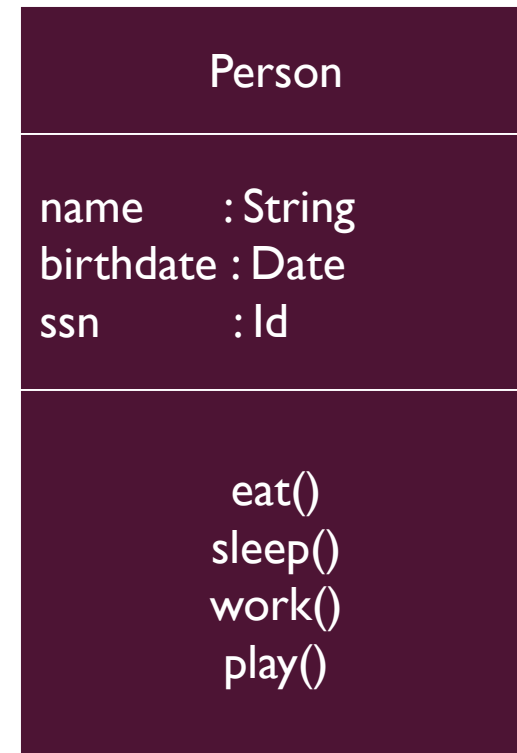 Person
name : String
birthdate : Date
ssn : Id
eat()
sleep()
work()
play()